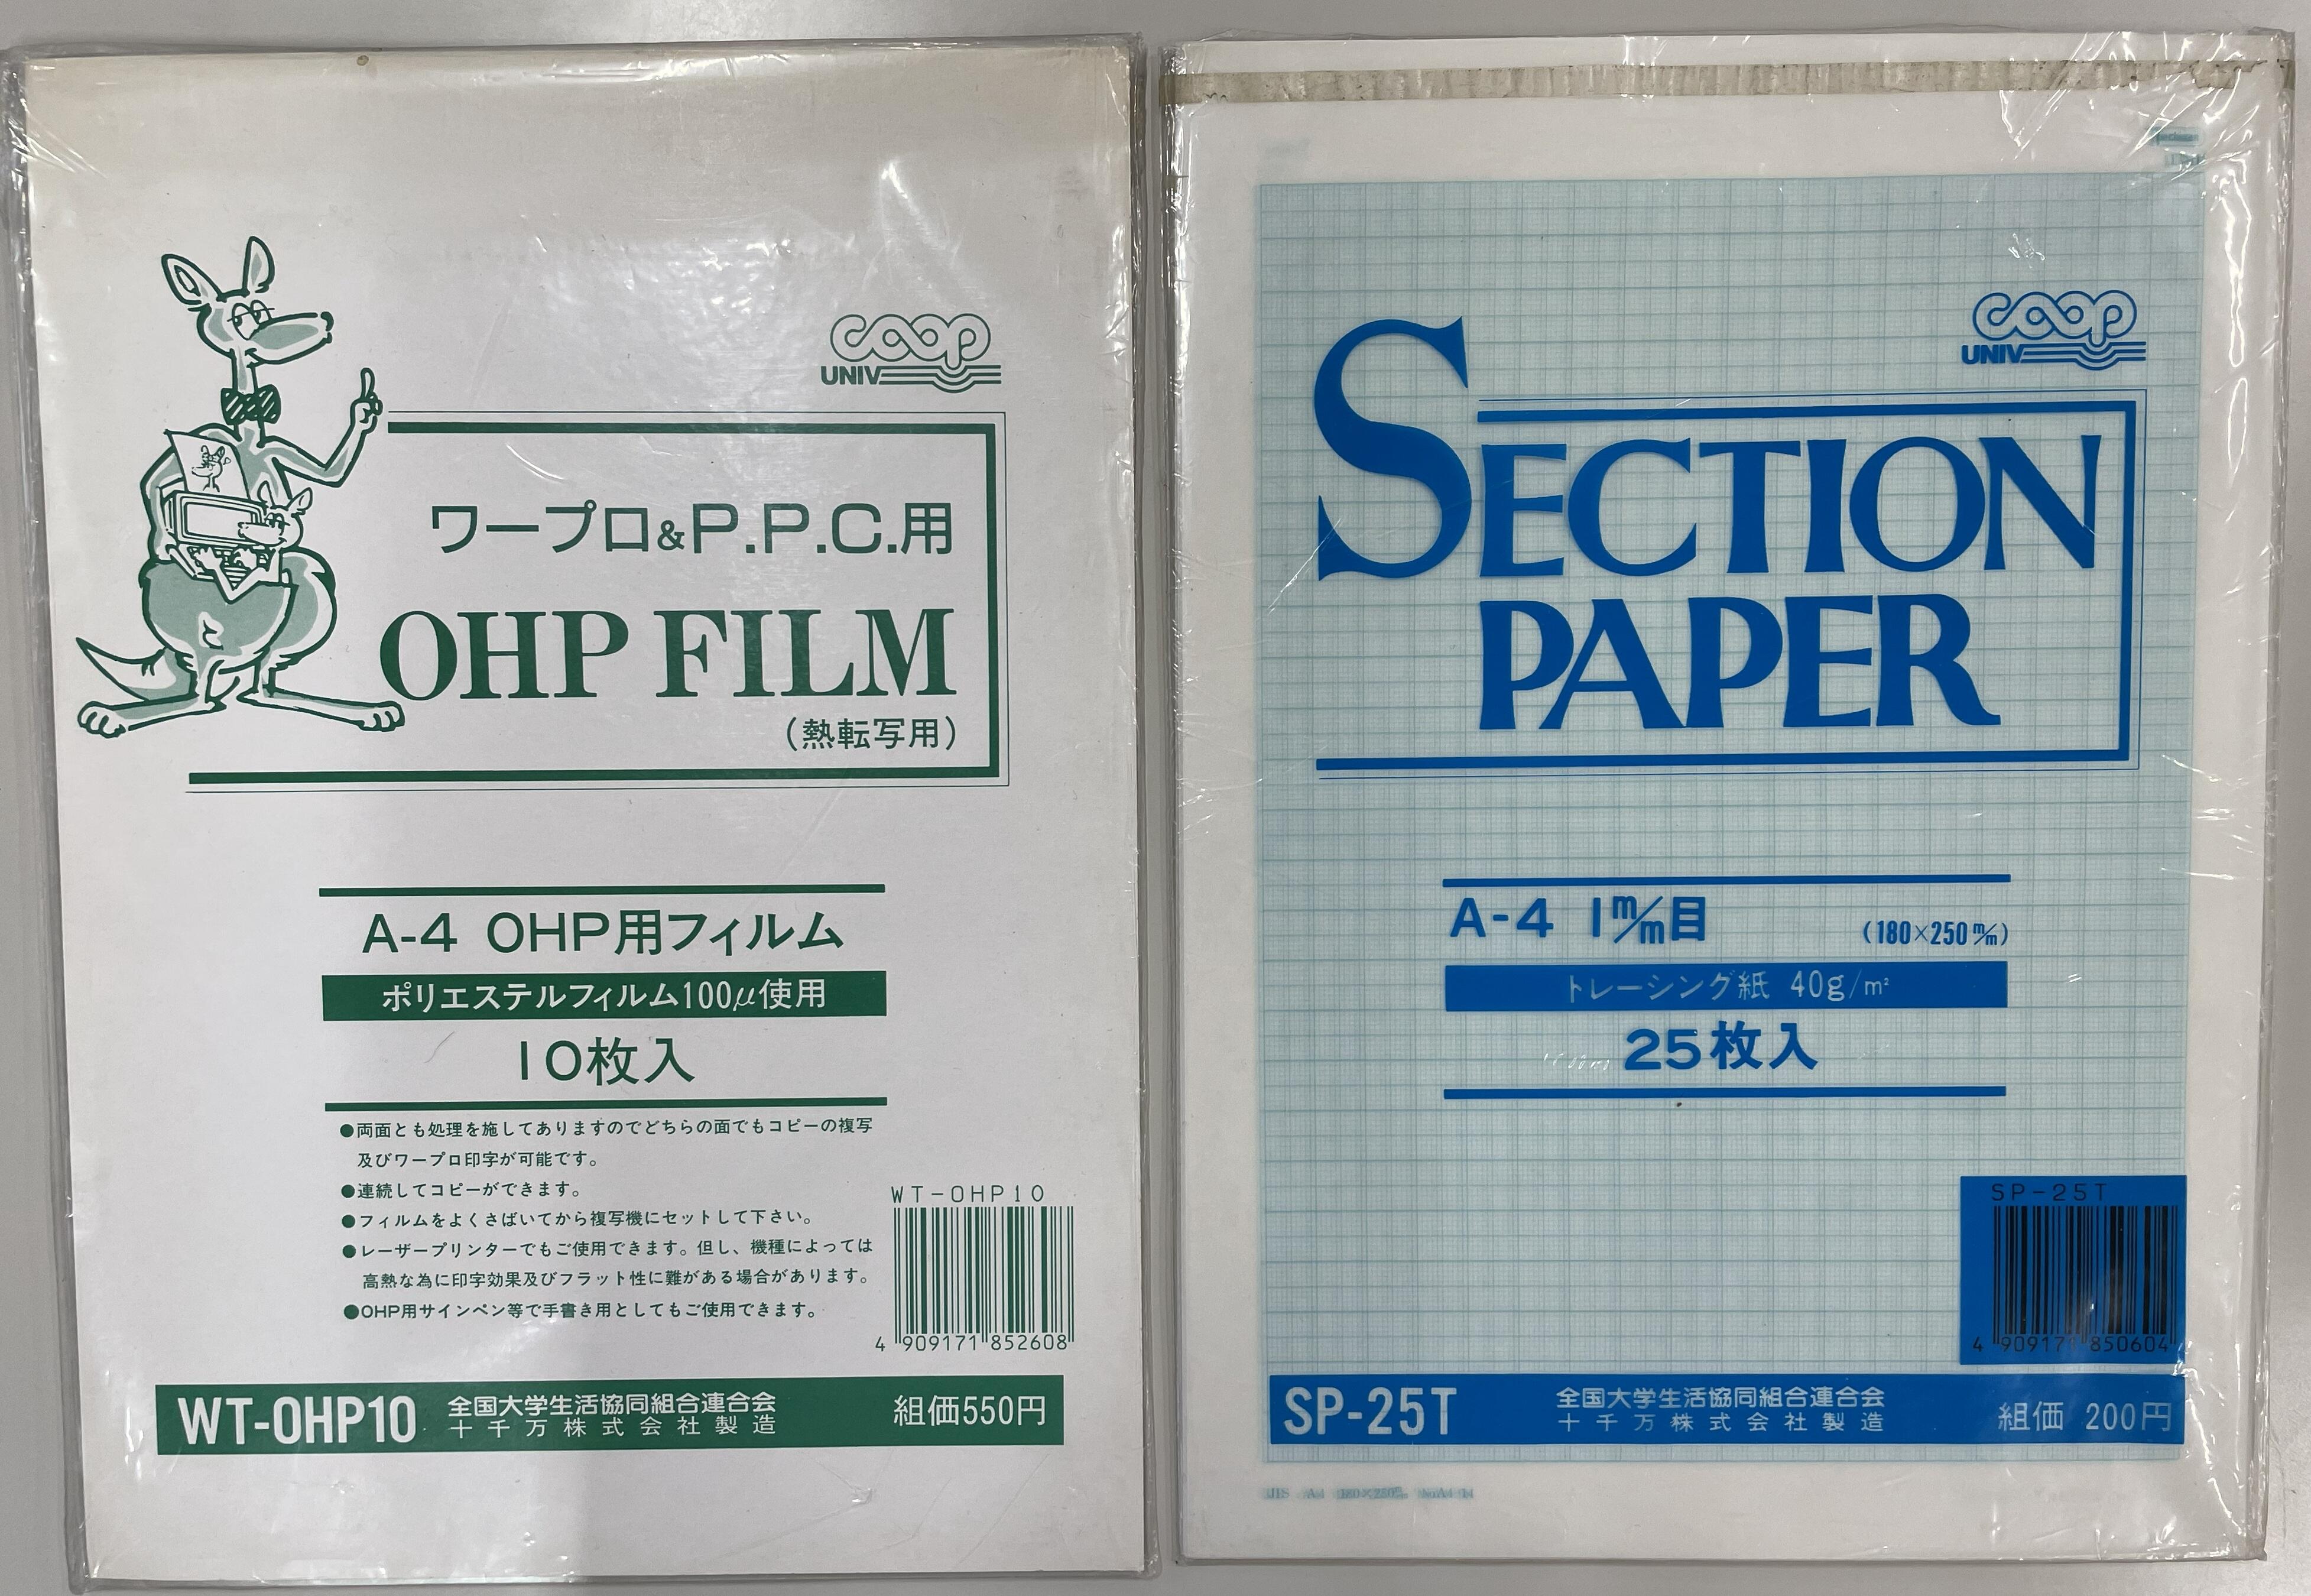 coop
UNIV
ワープロ&P.P.C.用
OHP FILM
(熱転写用)
A-4 OHP用フィルム
ポリエステルフィルム100μ使用
10枚入
●両面とも処理を施してありますのでどちらの面でもコピーの複写
及びワープロ印字が可能です。
●連続してコピーができます。
●フィルムをよくさばいてから複写機にセットして下さい。
●レーザープリンターでもご使用できます。但し、機種によっては
高熱な為に印字効果及びフラット性に難がある場合があります。
●OHP用サインペン等で手書き用としてもご使用できます。
WT-OHP10
4 909171 852608
WT-OHP10
全国大学生活協同組合連合会
十千万株式会社製造
組価550円
coop
UNIV
SECTION
PAPER
A-4 1m/m目 (180×250m/m)
トレーシング紙 40g/m²
25枚入
SP-25T
4 909171 850604
SP-25T
全国大学生活協同組合連合会
十千万株式会社製造
組価 200円
JIS A4 180×250